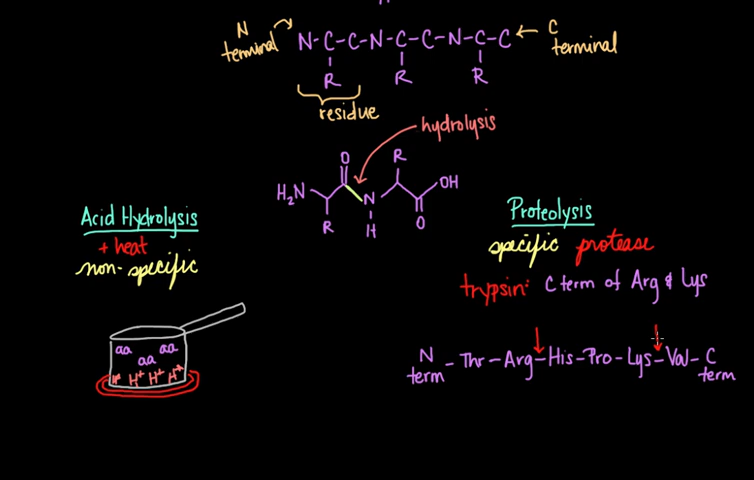 N terminal
N-C-C-N-C-C-N-C-C
C terminal
R R R
residue
hydrolysis
O R
H₂N N OH
R H O
Acid Hydrolysis
+ heat
non-specific
aa aa
aa
H⁺ H⁺ H⁺ H⁺
Proteolysis
specific protease
trypsin: C term of Arg & Lys
N term - Thr - Arg - His - Pro - Lys - Val - C term